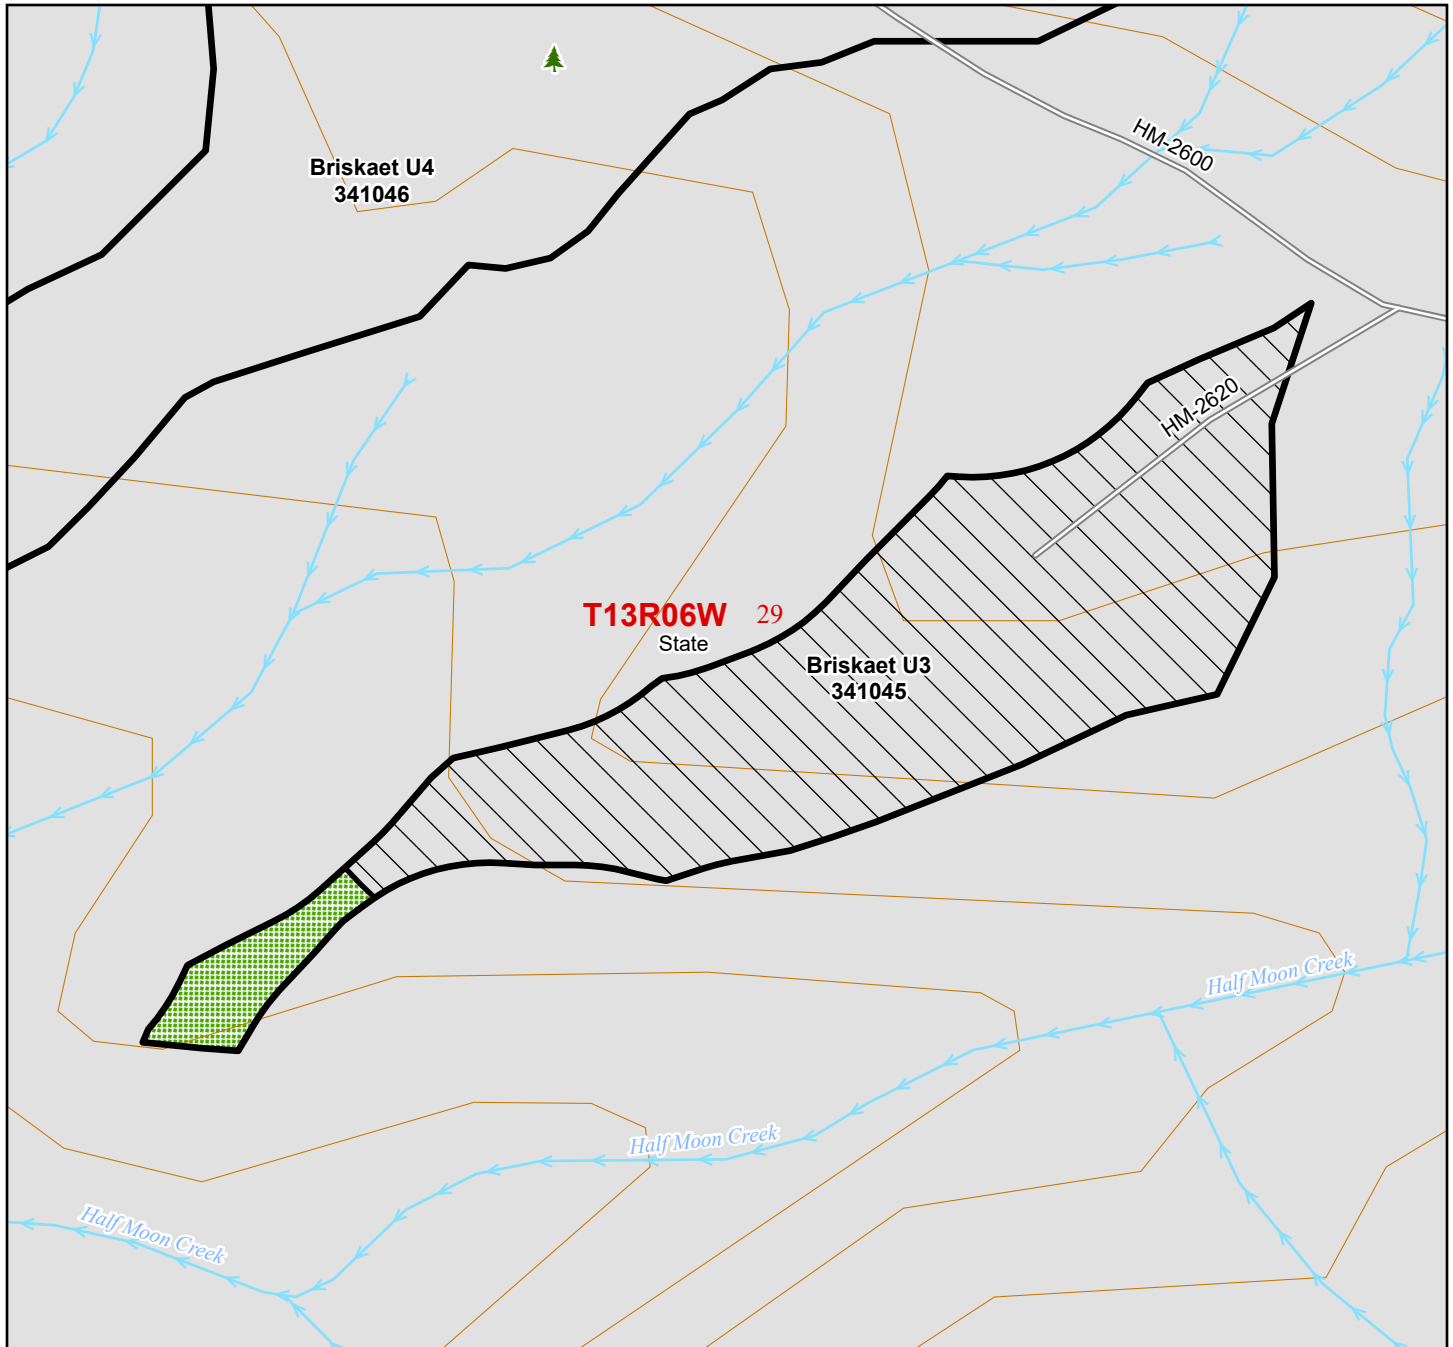 HM-2600
Briskaet U4
341046
HM-2620
T13R06W 29
State
Briskaet U3
341045
Half Moon Creek
Half Moon Creek
Half Moon Creek